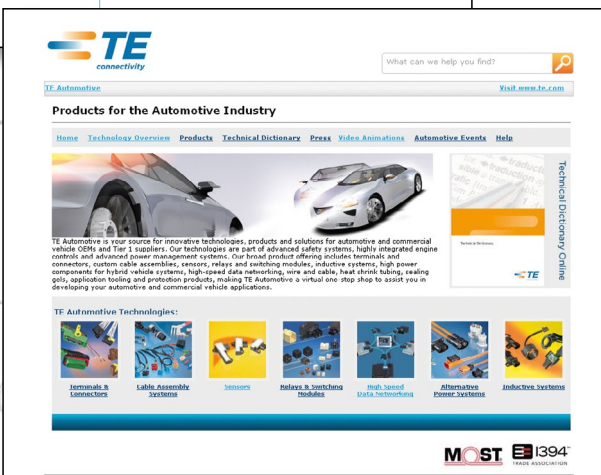 TE
connectivity
What can we help you find?
TE Automotive
Visit www.te.com
Products for the Automotive Industry
Home Technology Overview Products Technical Dictionary Press Video Animations Automotive Events Help
Technical Dictionary Online
TE Automotive is your source for innovative technologies, products and solutions for automotive and commercial
vehicle OEMs and Tier 1 suppliers. Our technologies are part of advanced safety systems, highly integrated engine
controls and advanced power management systems. Our broad product offering includes terminals and
connectors, custom cable assemblies, sensors, relays and switching modules, inductive systems, high power
components for hybrid vehicle systems, high-speed data networking, wire and cable, heat shrink tubing, sealing
gels, application tooling and protection products, making TE Automotive a virtual one-stop shop to assist you in
developing your automotive and commercial vehicle applications.
Technical Dictionary
TE
TE Automotive Technologies:
Terminals &
Connectors
Cable Assembly
Systems
Sensors
Relays & Switching
Modules
High Speed
Data Networking
Alternative
Power Systems
Inductive Systems
MOST
1394
TRADE ASSOCIATION